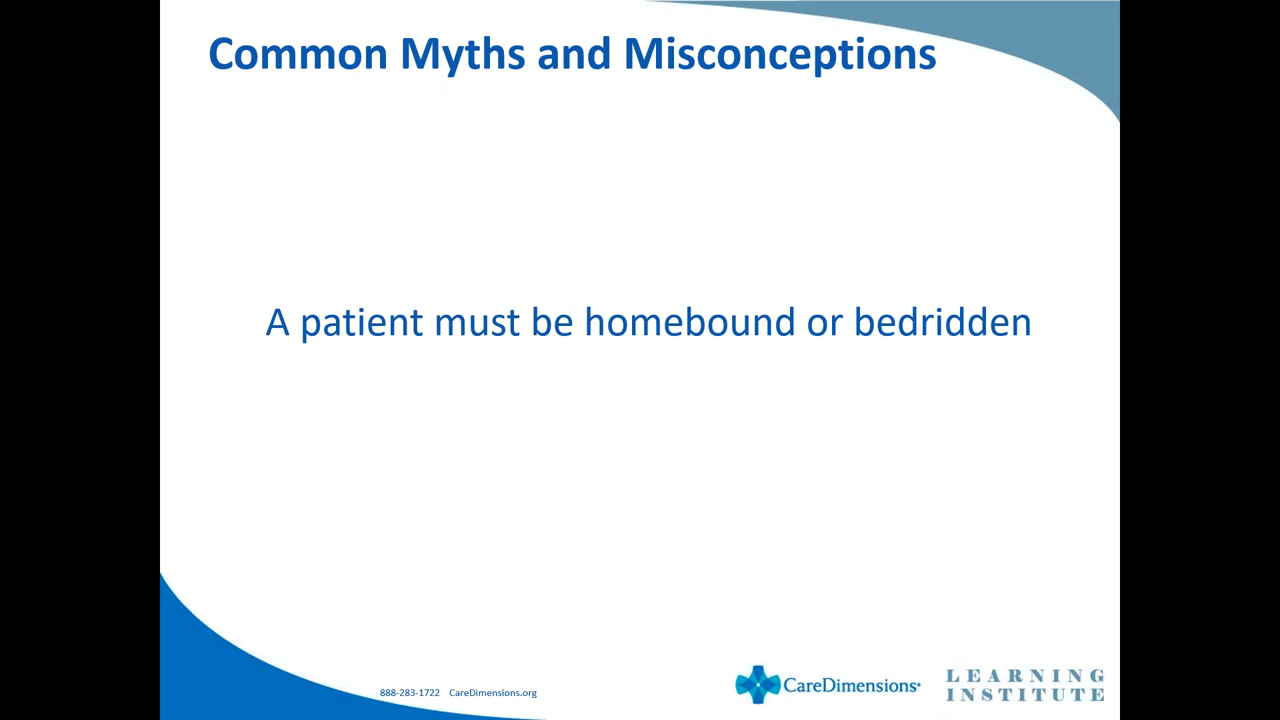 Common Myths and Misconceptions
A patient must be homebound or bedridden
888-283-1722 CareDimensions.org
CareDimensions
LEARNING
INSTITUTE